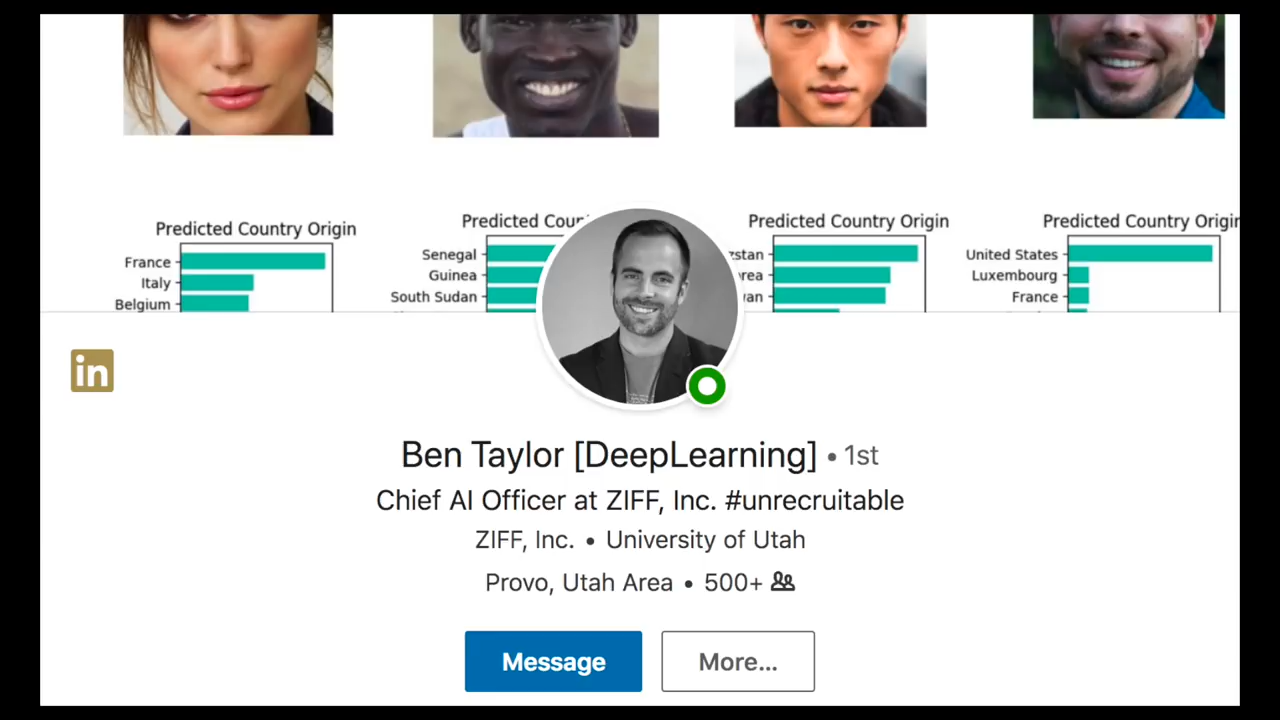 Predicted Country Origin
France
Italy
Belgium
Predicted Coun
Senegal
Guinea
South Sudan
Predicted Country Origin
zstan
rea
van
Predicted Country Origin
United States
Luxembourg
France
in
Ben Taylor [DeepLearning] • 1st
Chief AI Officer at ZIFF, Inc. #unrecruitable
ZIFF, Inc. • University of Utah
Provo, Utah Area • 500+
Message
More...